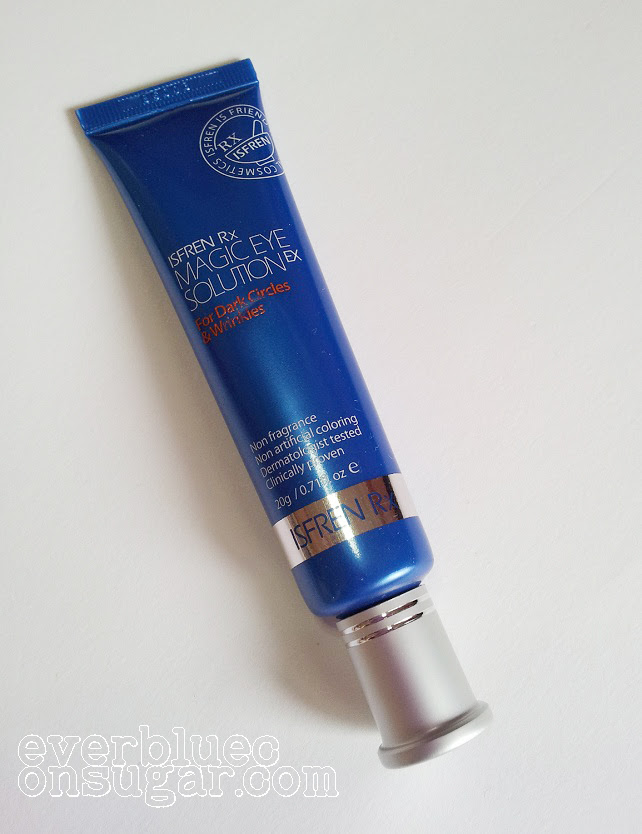 ISFREN IS FRIEND
COSMETICS
RX
ISFREN
ISFREN Rx
MAGIC EYE
SOLUTION EX
For Dark Circles
& Wrinkles
Non fragrance
Non artificial coloring
Dermatologist tested
Clinically proven
20g / 0.71 oz e
ISFREN Rx
everbluec
onsugar.com